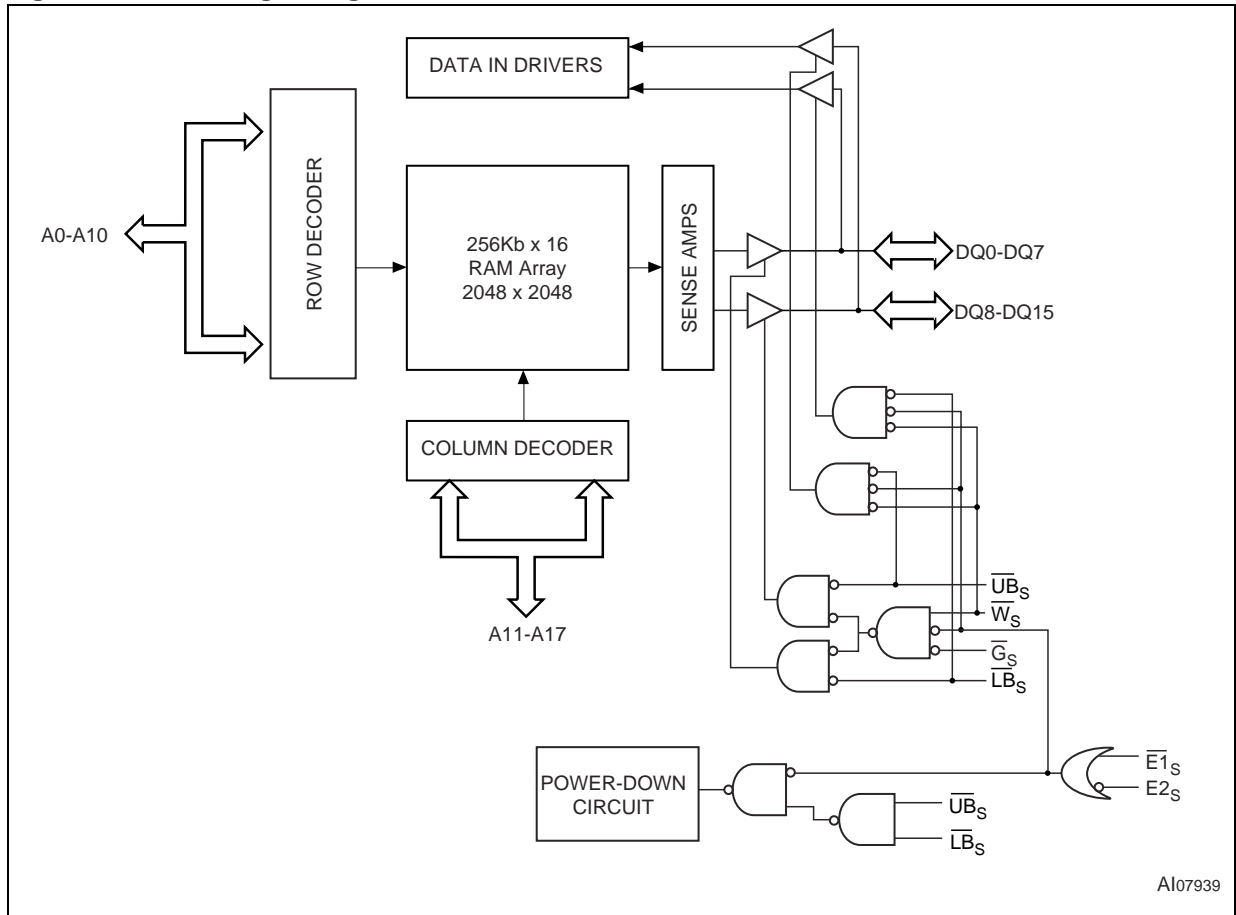 DATA IN DRIVERS
ROW DECODER
A0-A10
256Kb x 16
RAM Array
2048 x 2048
SENSE AMPS
DQ0-DQ7
DQ8-DQ15
COLUMN DECODER
A11-A17
UBS
WS
GS
LBS
POWER-DOWN
CIRCUIT
E1S
E2S
UBS
LBS
AI07939